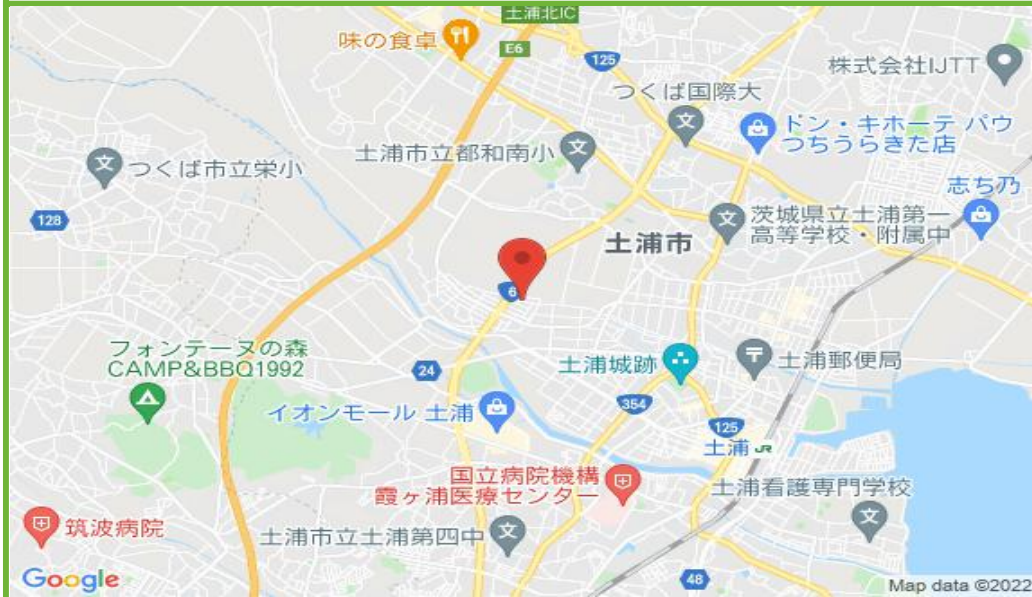 土浦北IC
味の食卓
E6
125
株式会社IJTT
つくば国際大
ドン・キホーテ パウ
つちうらきた店
土浦市立都和南小
つくば市立栄小
志ち乃
128
茨城県立土浦第一
高等学校・附属中
土浦市
6
フォンテーヌの森
CAMP&BBQ1992
土浦城跡
土浦郵便局
24
イオンモール 土浦
354
125
土浦 JR
国立病院機構
霞ヶ浦医療センター
土浦看護専門学校
筑波病院
土浦市立土浦第四中
Google
48
Map data ©2022
文
文
文
文
文
文